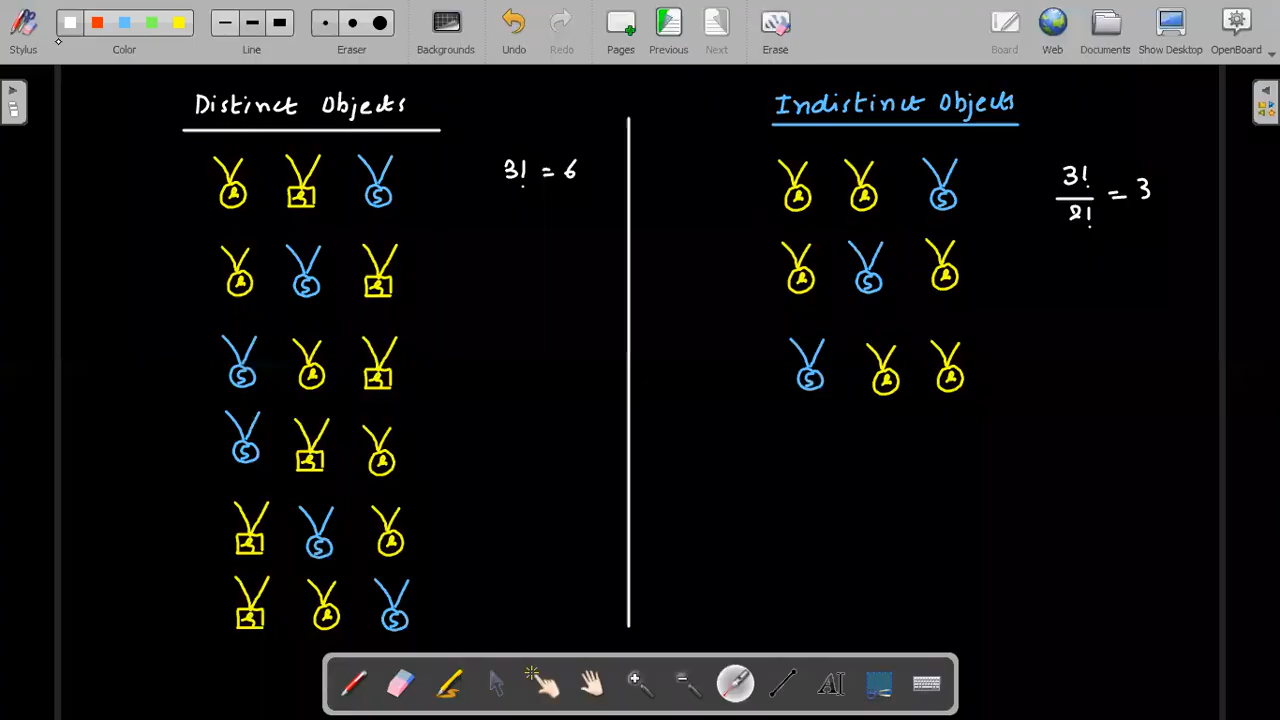 Stylus Color Line Eraser Backgrounds Undo Redo Pages Previous Next Erase Board Web Documents Show Desktop OpenBoard
Distinct Objects
3! = 6
S
S
S
S
S
S
Indistinct Objects
3!
2!
= 3
S
S
S
AI